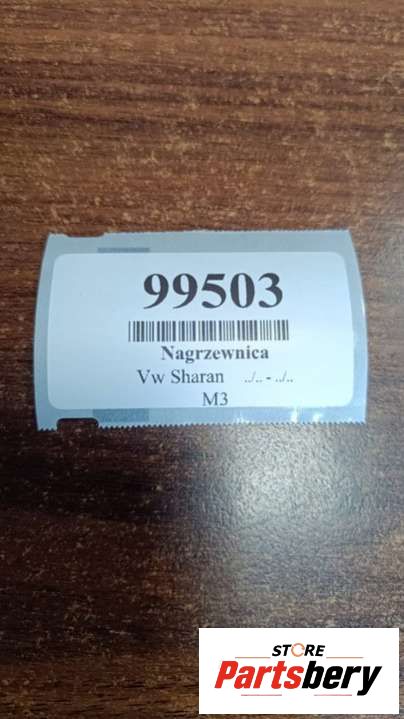 99503
Nagrzewnica
Vw Sharan ../.. - ../..
M3
STORE
Partsbery